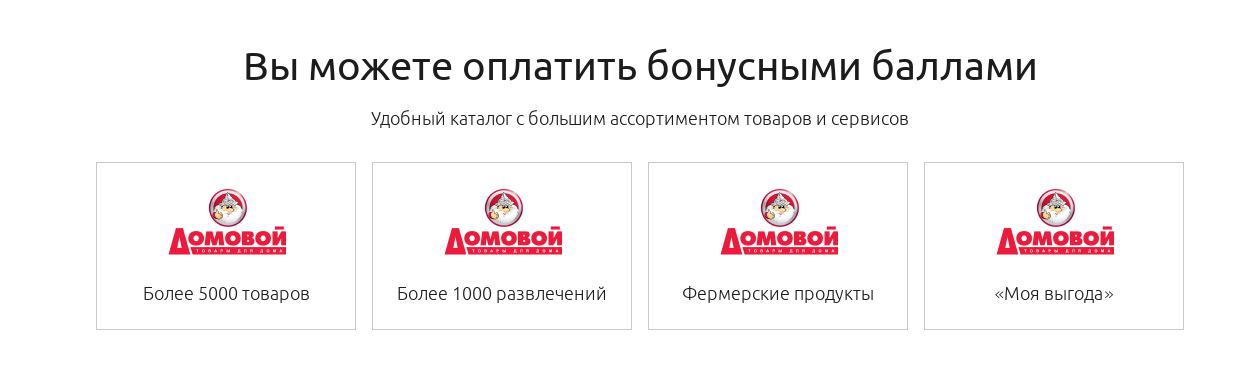 Вы можете оплатить бонусными баллами
Удобный каталог с большим ассортиментом товаров и сервисов
ДОМОВОЙ
ТОВАРЫ ДЛЯ ДОМА
Более 5000 товаров
ДОМОВОЙ
ТОВАРЫ ДЛЯ ДОМА
Более 1000 развлечений
ДОМОВОЙ
ТОВАРЫ ДЛЯ ДОМА
Фермерские продукты
ДОМОВОЙ
ТОВАРЫ ДЛЯ ДОМА
«Моя выгода»